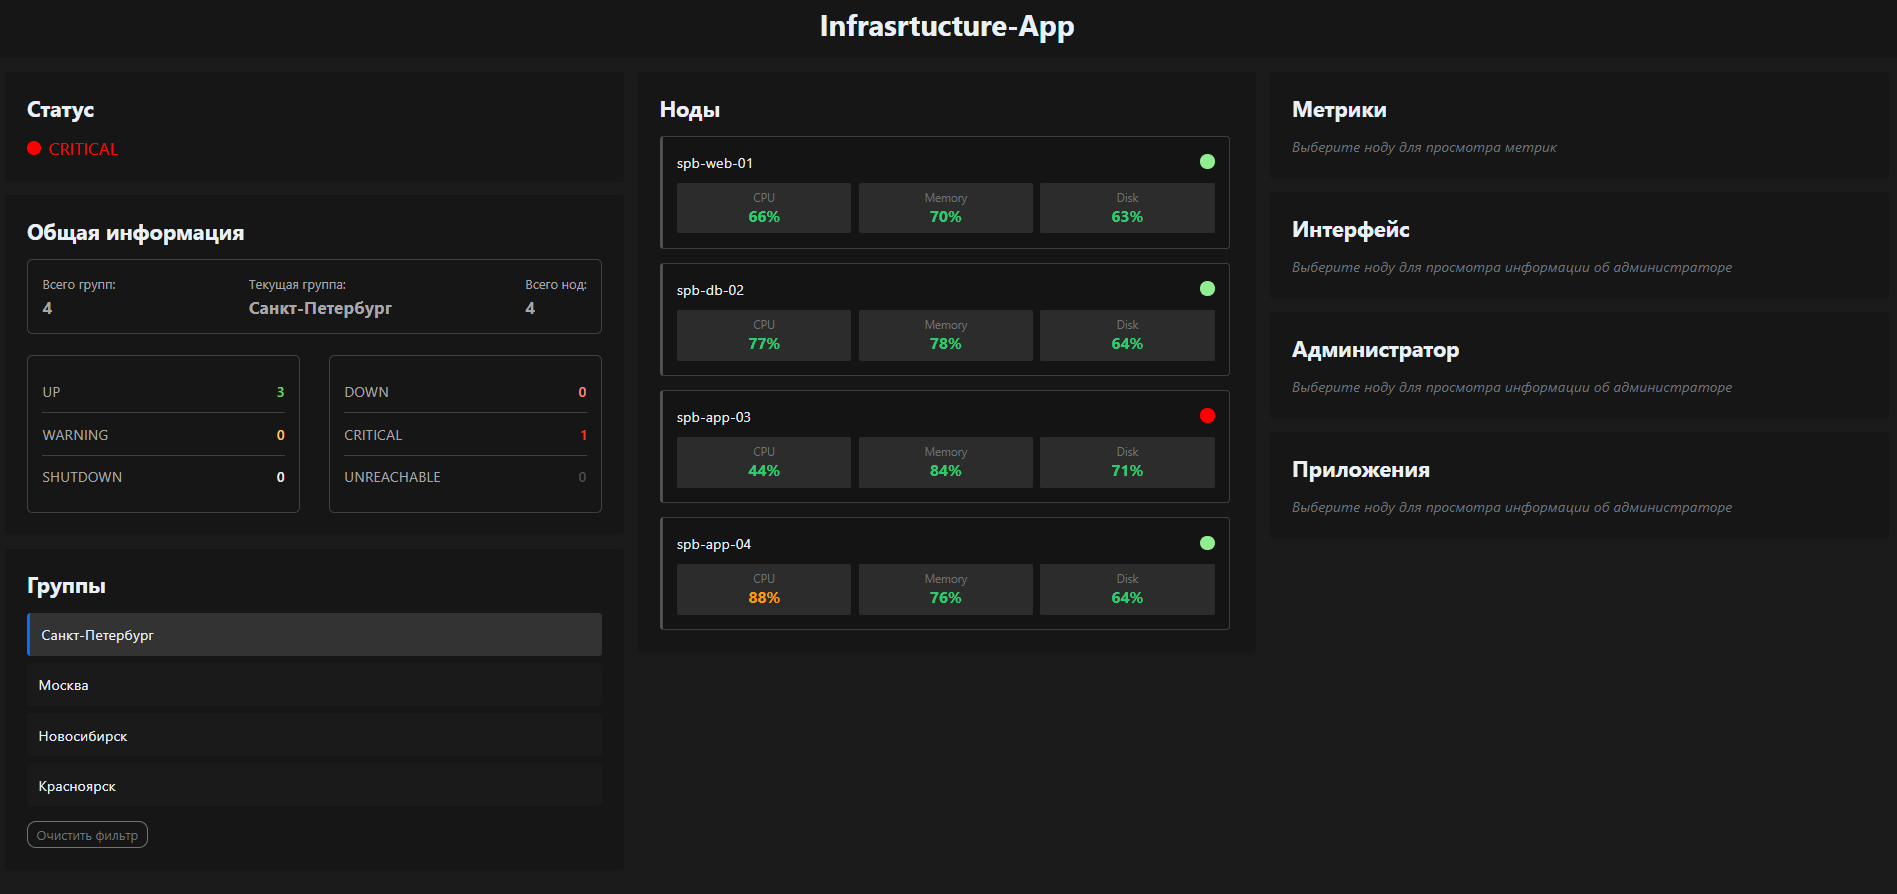 Infrasrtucture-App
Статус
CRITICAL
Общая информация
Всего групп: Текущая группа: Всего нод:
4 Санкт-Петербург 4
UP 3
WARNING 0
SHUTDOWN 0
DOWN 0
CRITICAL 1
UNREACHABLE 0
Группы
Санкт-Петербург
Москва
Новосибирск
Красноярск
Очистить фильтр
Ноды
spb-web-01
CPU Memory Disk
66% 70% 63%
spb-db-02
CPU Memory Disk
77% 78% 64%
spb-app-03
CPU Memory Disk
44% 84% 71%
spb-app-04
CPU Memory Disk
88% 76% 64%
Метрики
Выберите ноду для просмотра метрик
Интерфейс
Выберите ноду для просмотра информации об администраторе
Администратор
Выберите ноду для просмотра информации об администраторе
Приложения
Выберите ноду для просмотра информации об администраторе